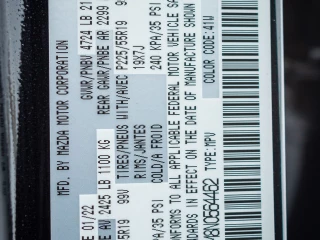 MFD. BY MAZDA MOTOR CORPORATION
01/22 GVWR/PNBV 4724 LB 21
AV 2425 LB 1100 KG REAR GAWR/PNBE AR 2299
5R19 99V TIRES/PNEUS WITH/AVEC P225/55R19 9
RIMS/JANTES 19X7J
PA/35 PSI COLD/A FROID 240 KPA/35 PSI
NFORMS TO ALL APPLICABLE FEDERAL MOTOR VEHICLE SA
DARDS IN EFFECT ON THE DATE OF MANUFACTURE SHOWN
TYPE: MPV COLOR CODE: 41W